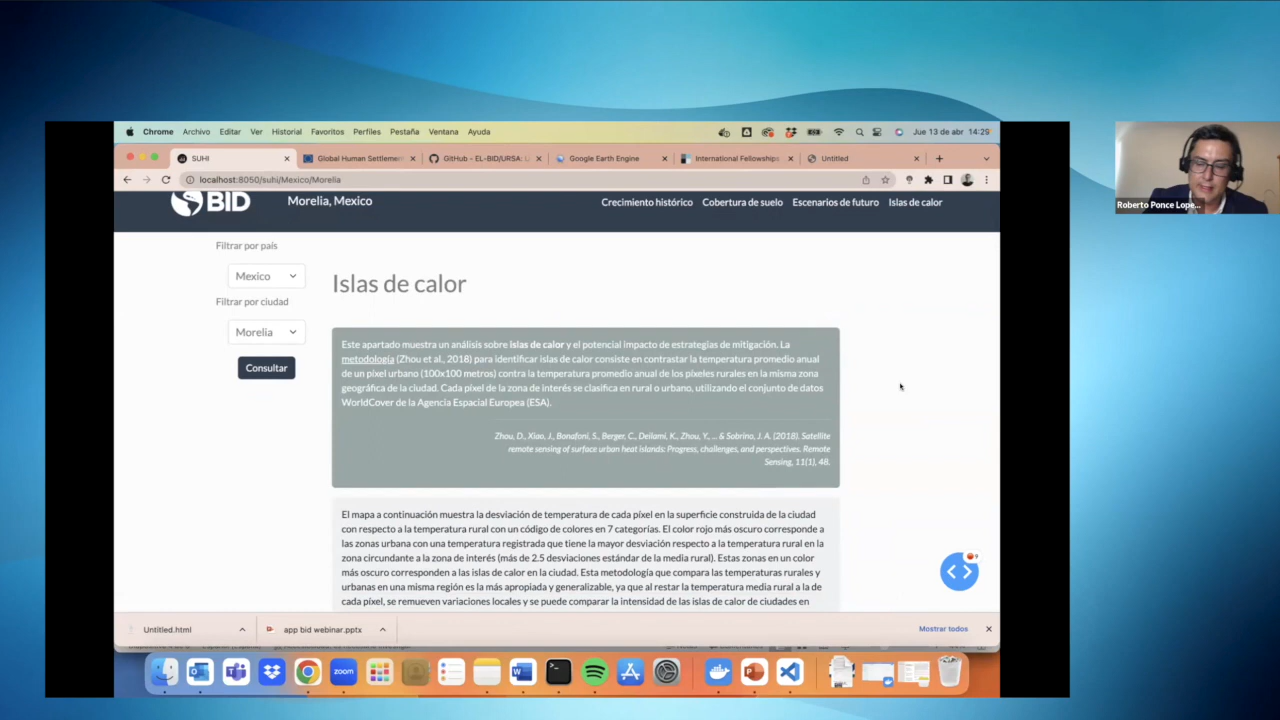 Chrome Archivo Editar Ver Historial Favoritos Perfiles Pestaña Ventana Ayuda
Jue 13 de abr 14:29
SUHI
Global Human Settlemen
GitHub - EL-BID/URSA: U
Google Earth Engine
International Fellowships
Untitled
localhost:8050/suhi/Mexico/Morelia
BID
Morelia, Mexico
Crecimiento histórico
Cobertura de suelo
Escenarios de futuro
Islas de calor
Filtrar por país
Mexico
Filtrar por ciudad
Morelia
Consultar
Islas de calor
Este apartado muestra un análisis sobre islas de calor y el potencial impacto de estrategias de mitigación. La
metodología (Zhou et al., 2018) para identificar islas de calor consiste en contrastar la temperatura promedio anual
de un píxel urbano (100x100 metros) contra la temperatura promedio anual de los píxeles rurales en la misma zona
geográfica de la ciudad. Cada píxel de la zona de interés se clasifica en rural o urbano, utilizando el conjunto de datos
WorldCover de la Agencia Espacial Europea (ESA).
Zhou, D., Xiao, J., Bonafoni, S., Berger, C., Deilami, K., Zhou, Y., ... & Sobrino, J. A. (2018). Satellite
remote sensing of surface urban heat islands: Progress, challenges, and perspectives. Remote
Sensing, 11(1), 48.
El mapa a continuación muestra la desviación de temperatura de cada píxel en la superficie construida de la ciudad
con respecto a la temperatura rural con un código de colores en 7 categorías. El color rojo más oscuro corresponde a
las zonas urbana con una temperatura registrada que tiene la mayor desviación respecto a la temperatura rural en la
zona circundante a la zona de interés (más de 2.5 desviaciones estándar de la media rural). Estas zonas en un color
más oscuro corresponden a las islas de calor en la ciudad. Esta metodología que compara las temperaturas rurales y
urbanas en una misma región es la más apropiada y generalizable, ya que al restar la temperatura media rural a la de
cada píxel, se remueven variaciones locales y se puede comparar la intensidad de las islas de calor de ciudades en
9
Untitled.html
app bid webinar.pptx
Mostrar todos
zoom
Roberto Ponce Lope...